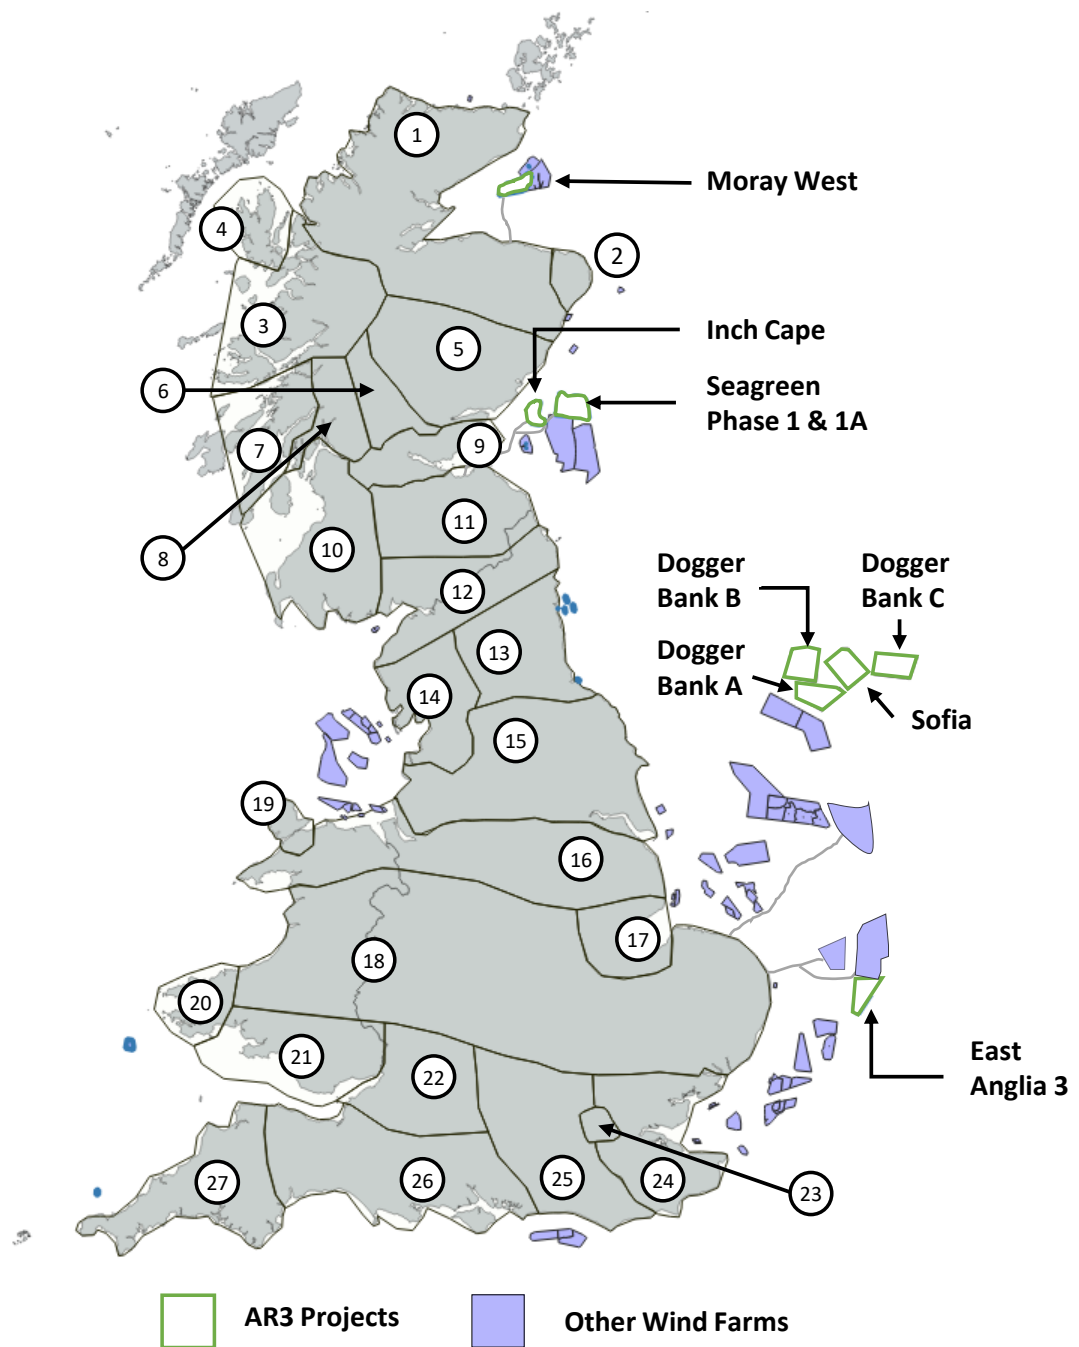 1
Moray West
4
2
3
Inch Cape
5
6
Seagreen
Phase 1 & 1A
7
9
11
8
10
12
Dogger
Bank B
Dogger
Bank C
13
Dogger
Bank A
14
Sofia
15
19
16
17
18
20
21
22
East
Anglia 3
27
26
25
24
23
AR3 Projects
Other Wind Farms